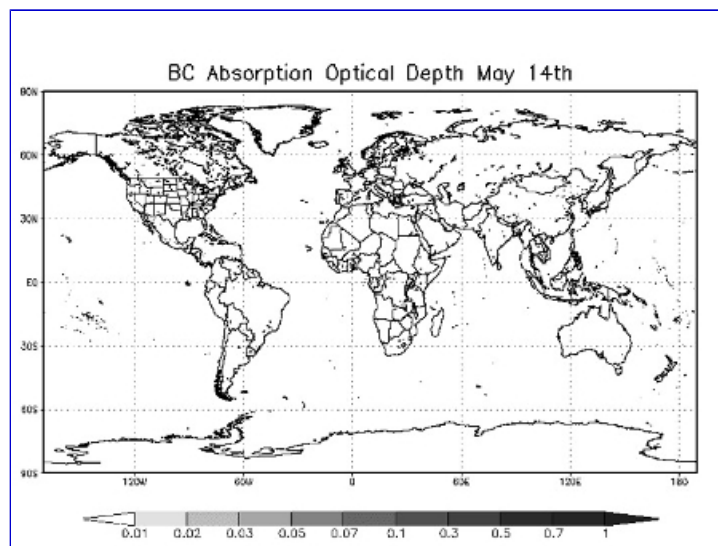 BC Absorption Optical Depth May 14th
90N
60N
30N
EQ
30S
60S
90S
120W 60W 0 60E 120E 180
0.01 0.02 0.03 0.05 0.07 0.1 0.3 0.5 0.7 1